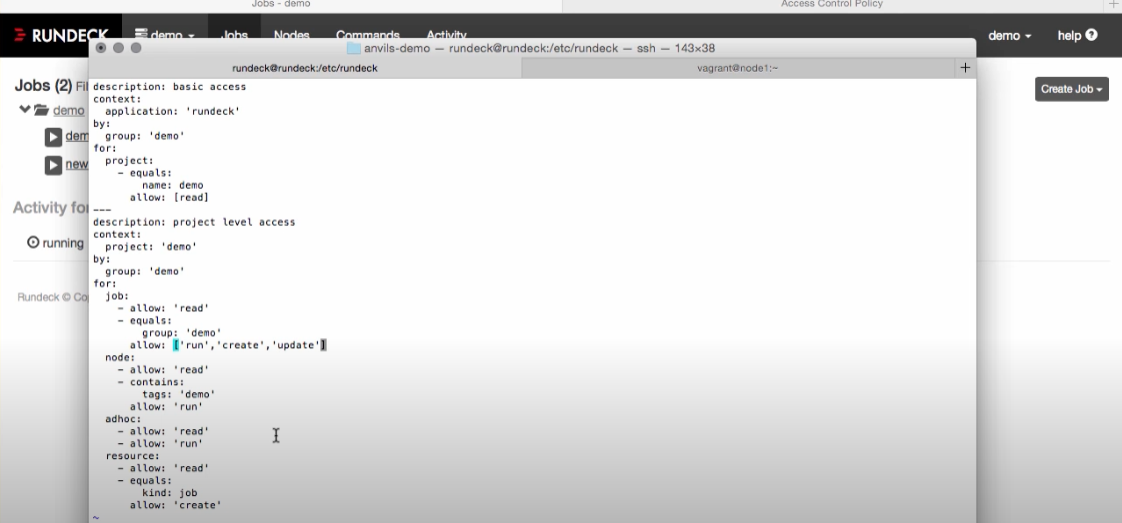 Jobs - demo
Access Control Policy
+
RUNDECK
demo
Jobs
Nodes
Commands
Activity
demo
help ?
anvils-demo — rundeck@rundeck:/etc/rundeck — ssh — 143×38
rundeck@rundeck:/etc/rundeck
vagrant@node1:~
+
Jobs (2)
Create Job
demo
dem
new
Activity fo
running
Rundeck © Co
description: basic access
context:
  application: 'rundeck'
by:
  group: 'demo'
for:
  project:
    - equals:
        name: demo
      allow: [read]
---
description: project level access
context:
  project: 'demo'
by:
  group: 'demo'
for:
  job:
    - allow: 'read'
    - equals:
        group: 'demo'
      allow: ['run','create','update']
  node:
    - allow: 'read'
    - contains:
        tags: 'demo'
      allow: 'run'
  adhoc:
    - allow: 'read'
    - allow: 'run'
  resource:
    - allow: 'read'
    - equals:
        kind: job
      allow: 'create'
~